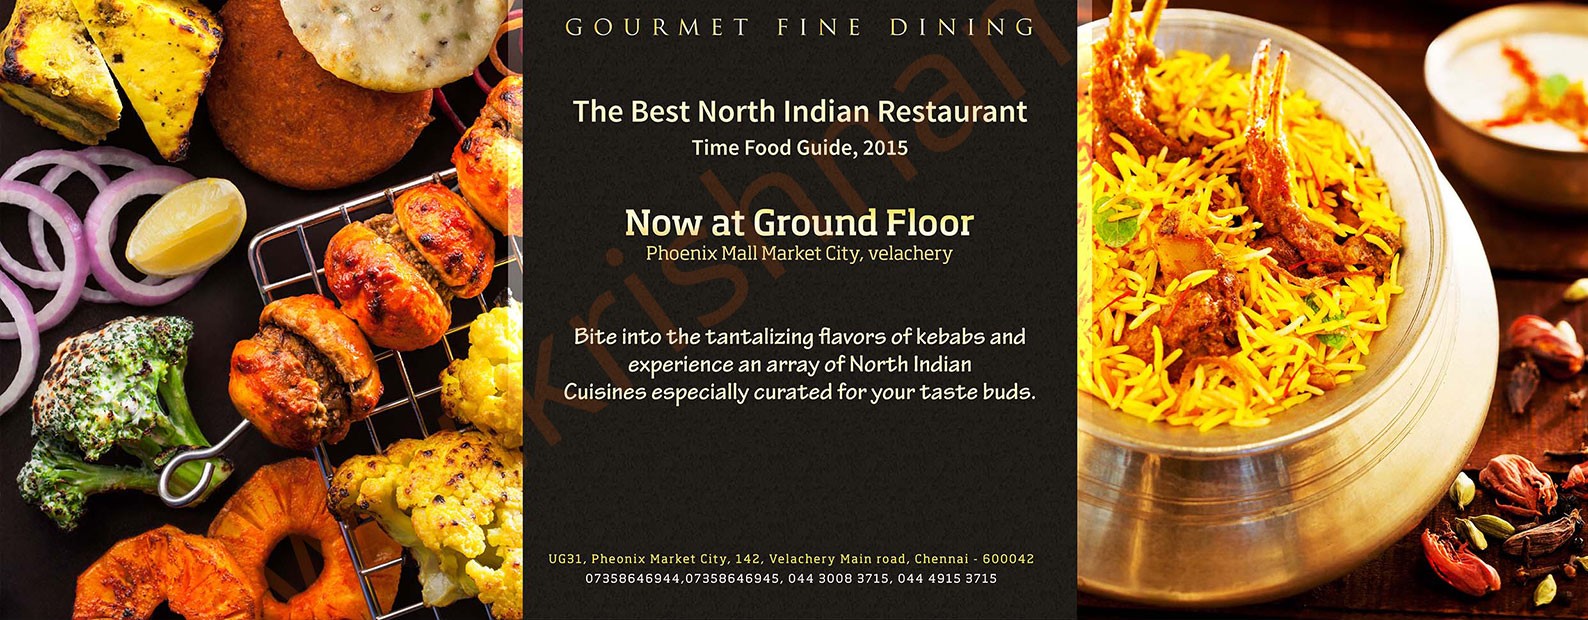 GOURMET FINE DINING
The Best North Indian Restaurant
Time Food Guide, 2015
Now at Ground Floor
Phoenix Mall Market City, velachery
Bite into the tantalizing flavors of kebabs and
experience an array of North Indian
Cuisines especially curated for your taste buds.
UG31, Pheonix Market City, 142, Velachery Main road, Chennai - 600042
07358646944,07358646945, 044 3008 3715, 044 4915 3715
krishnan